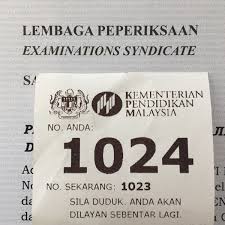 LEMBAGA PEPERIKSAAN
EXAMINATIONS SYNDICATE
KEMENTERIAN
PENDIDIKAN
MALAYSIA
NO. ANDA:
1024
NO. SEKARANG: 1023
SILA DUDUK. ANDA AKAN
DILAYAN SEBENTAR LAGI.